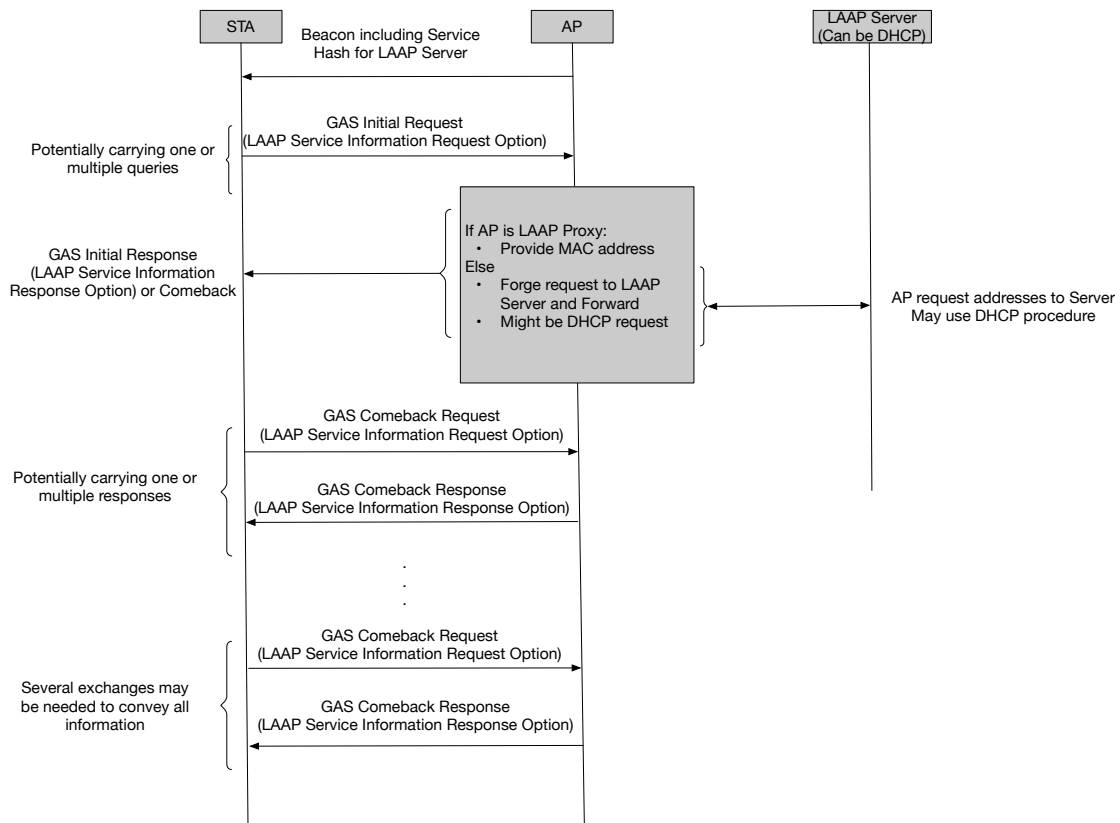 STA
AP
LAAP Server
(Can be DHCP)
Beacon including Service
Hash for LAAP Server
GAS Initial Request
(LAAP Service Information Request Option)
Potentially carrying one or
multiple queries
If AP is LAAP Proxy:
• Provide MAC address
Else
• Forge request to LAAP
Server and Forward
• Might be DHCP request
GAS Initial Response
(LAAP Service Information
Response Option) or Comeback
AP request addresses to Server
May use DHCP procedure
GAS Comeback Request
(LAAP Service Information Request Option)
Potentially carrying one or
multiple responses
GAS Comeback Response
(LAAP Service Information Response Option)
.
.
.
GAS Comeback Request
(LAAP Service Information Request Option)
Several exchanges may
be needed to convey all
information
GAS Comeback Response
(LAAP Service Information Response Option)